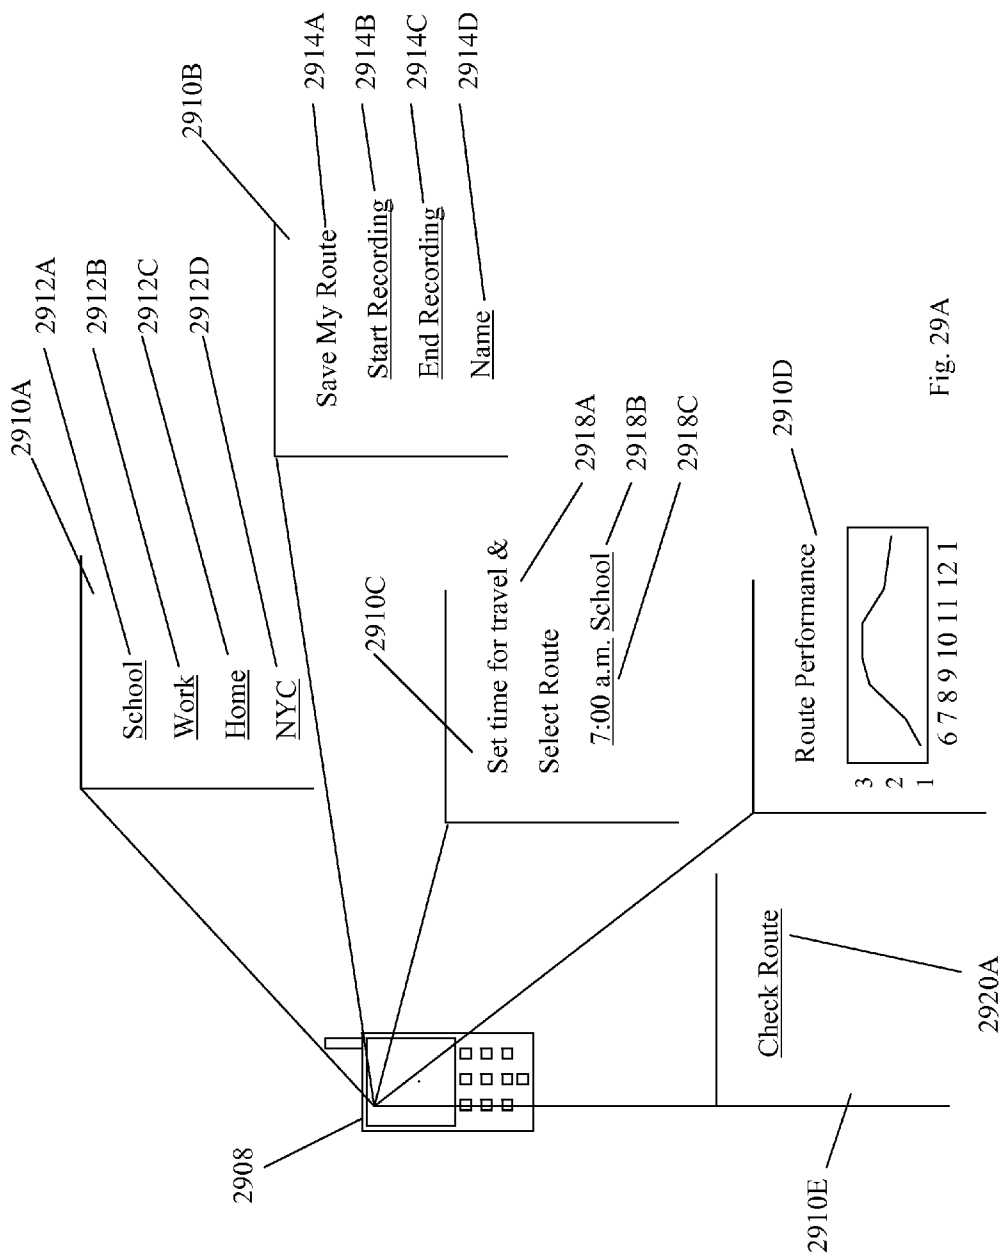 2910A
School 2912A
Work 2912B
Home 2912C
NYC 2912D
2910B
Save My Route 2914A
Start Recording 2914B
End Recording 2914C
Name 2914D
2908
2910C
Set time for travel & 2918A
Select Route
7:00 a.m. School 2918B
2918C
2910D
Route Performance
3
2
1
6 7 8 9 10 11 12 1
2910E
Check Route
2920A
Fig. 29A